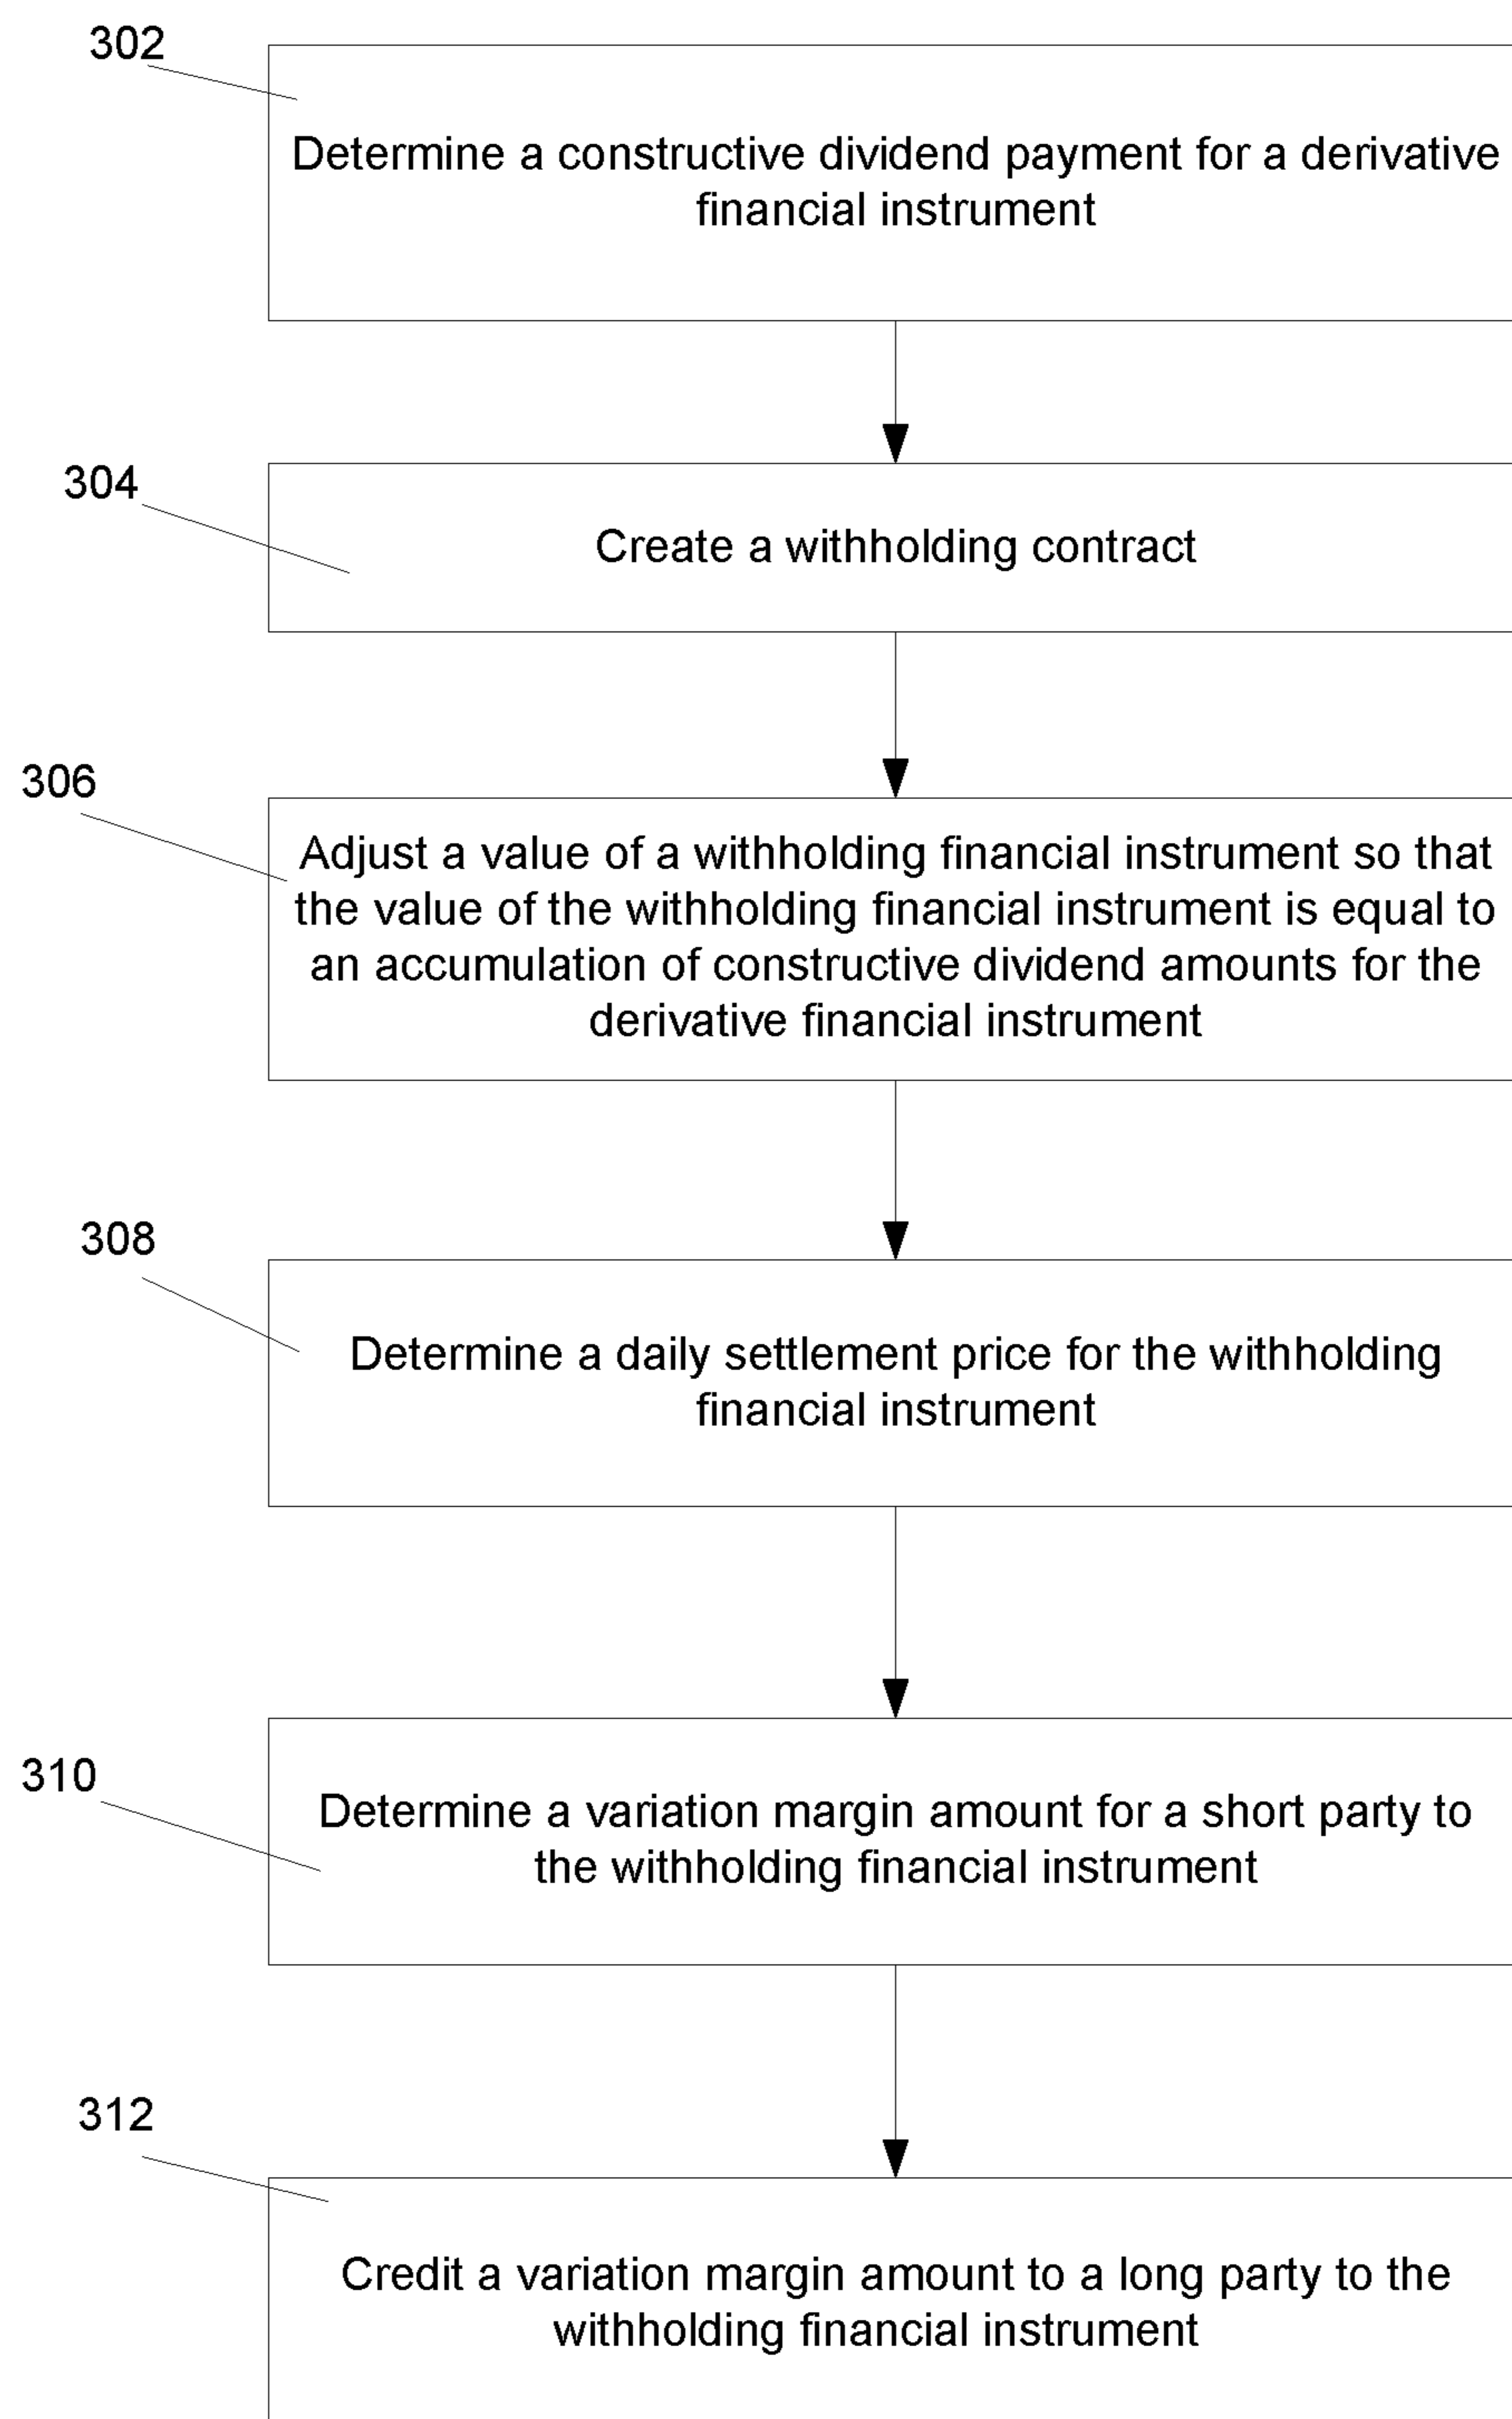 302
Determine a constructive dividend payment for a derivative
financial instrument
304
Create a withholding contract
306
Adjust a value of a withholding financial instrument so that
the value of the withholding financial instrument is equal to
an accumulation of constructive dividend amounts for the
derivative financial instrument
308
Determine a daily settlement price for the withholding
financial instrument
310
Determine a variation margin amount for a short party to
the withholding financial instrument
312
Credit a variation margin amount to a long party to the
withholding financial instrument